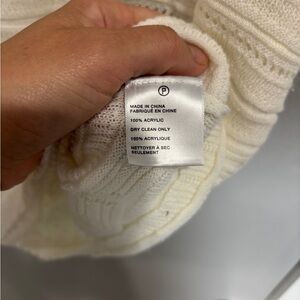 P
MADE IN CHINA
FABRIQUÉ EN CHINE
100% ACRYLIC
DRY CLEAN ONLY
100% ACRYLIQUE
NETTOYER À SEC
SEULEMENT